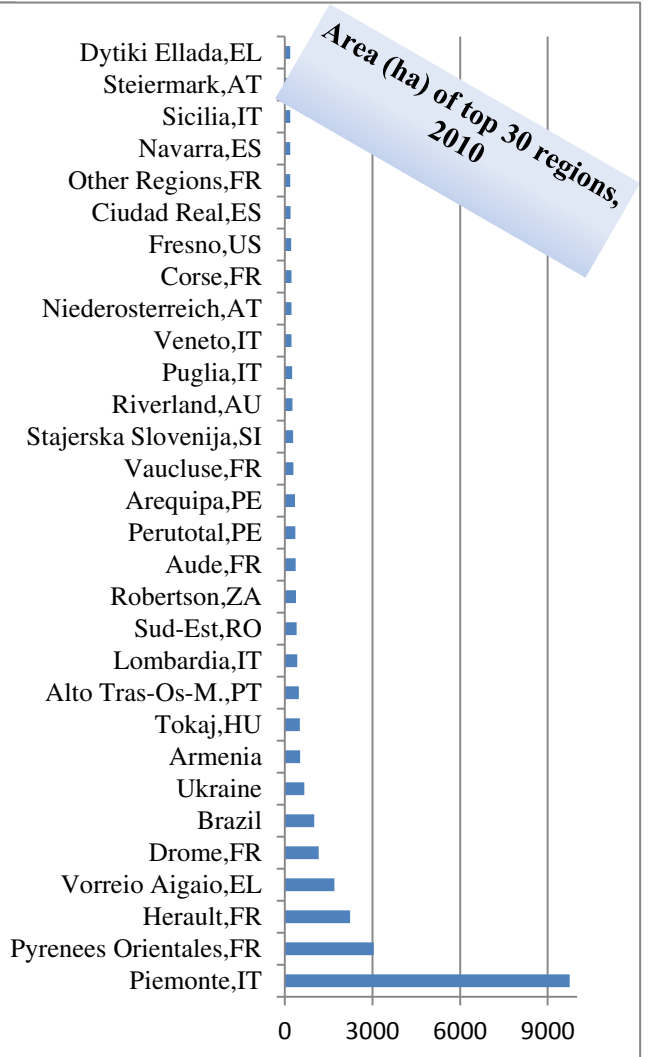 Area (ha) of top 30 regions,
2010
Dytiki Ellada,EL
Steiermark,AT
Sicilia,IT
Navarra,ES
Other Regions,FR
Ciudad Real,ES
Fresno,US
Corse,FR
Niederosterreich,AT
Veneto,IT
Puglia,IT
Riverland,AU
Stajerska Slovenija,SI
Vaucluse,FR
Arequipa,PE
Perutotal,PE
Aude,FR
Robertson,ZA
Sud-Est,RO
Lombardia,IT
Alto Tras-Os-M.,PT
Tokaj,HU
Armenia
Ukraine
Brazil
Drome,FR
Vorreio Aigaio,EL
Herault,FR
Pyrenees Orientales,FR
Piemonte,IT
0 3000 6000 9000